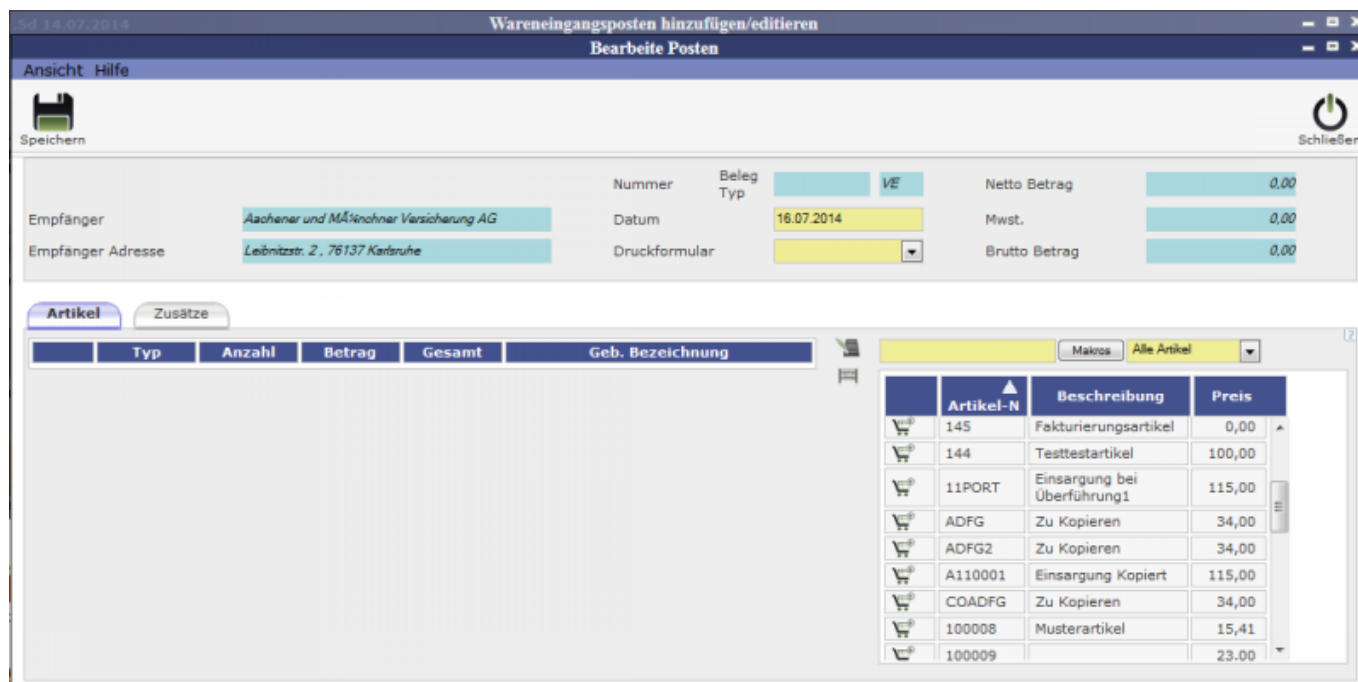 .Sd 14.07.2014 Wareneingangsposten hinzufügen/editieren
Bearbeite Posten
Ansicht Hilfe
Speichern Schließen
Nummer Beleg Typ VE Netto Betrag 0,00
Empfänger Aachener und MÃ¼nchner Versicherung AG Datum 16.07.2014 Mwst. 0,00
Empfänger Adresse Leibnitzstr. 2 , 76137 Karlsruhe Druckformular Brutto Betrag 0,00
Artikel Zusätze
Typ Anzahl Betrag Gesamt Geb. Bezeichnung
Makros Alle Artikel
Artikel-N Beschreibung Preis
145 Fakturierungsartikel 0,00
144 Testtestartikel 100,00
11PORT Einsargung bei Überführung1 115,00
ADFG Zu Kopieren 34,00
ADFG2 Zu Kopieren 34,00
A110001 Einsargung Kopiert 115,00
COADFG Zu Kopieren 34,00
100008 Musterartikel 15,41
100009 23,00